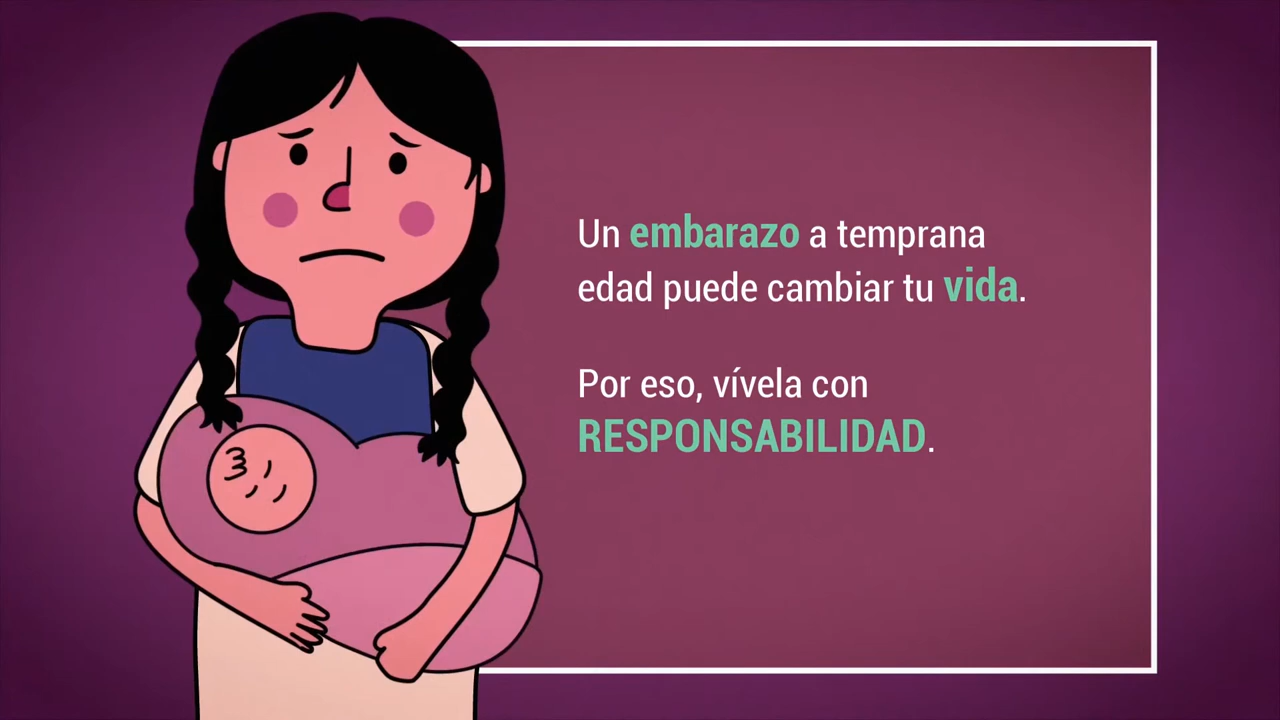 Un embarazo a temprana
edad puede cambiar tu vida.
Por eso, vívela con
RESPONSABILIDAD.